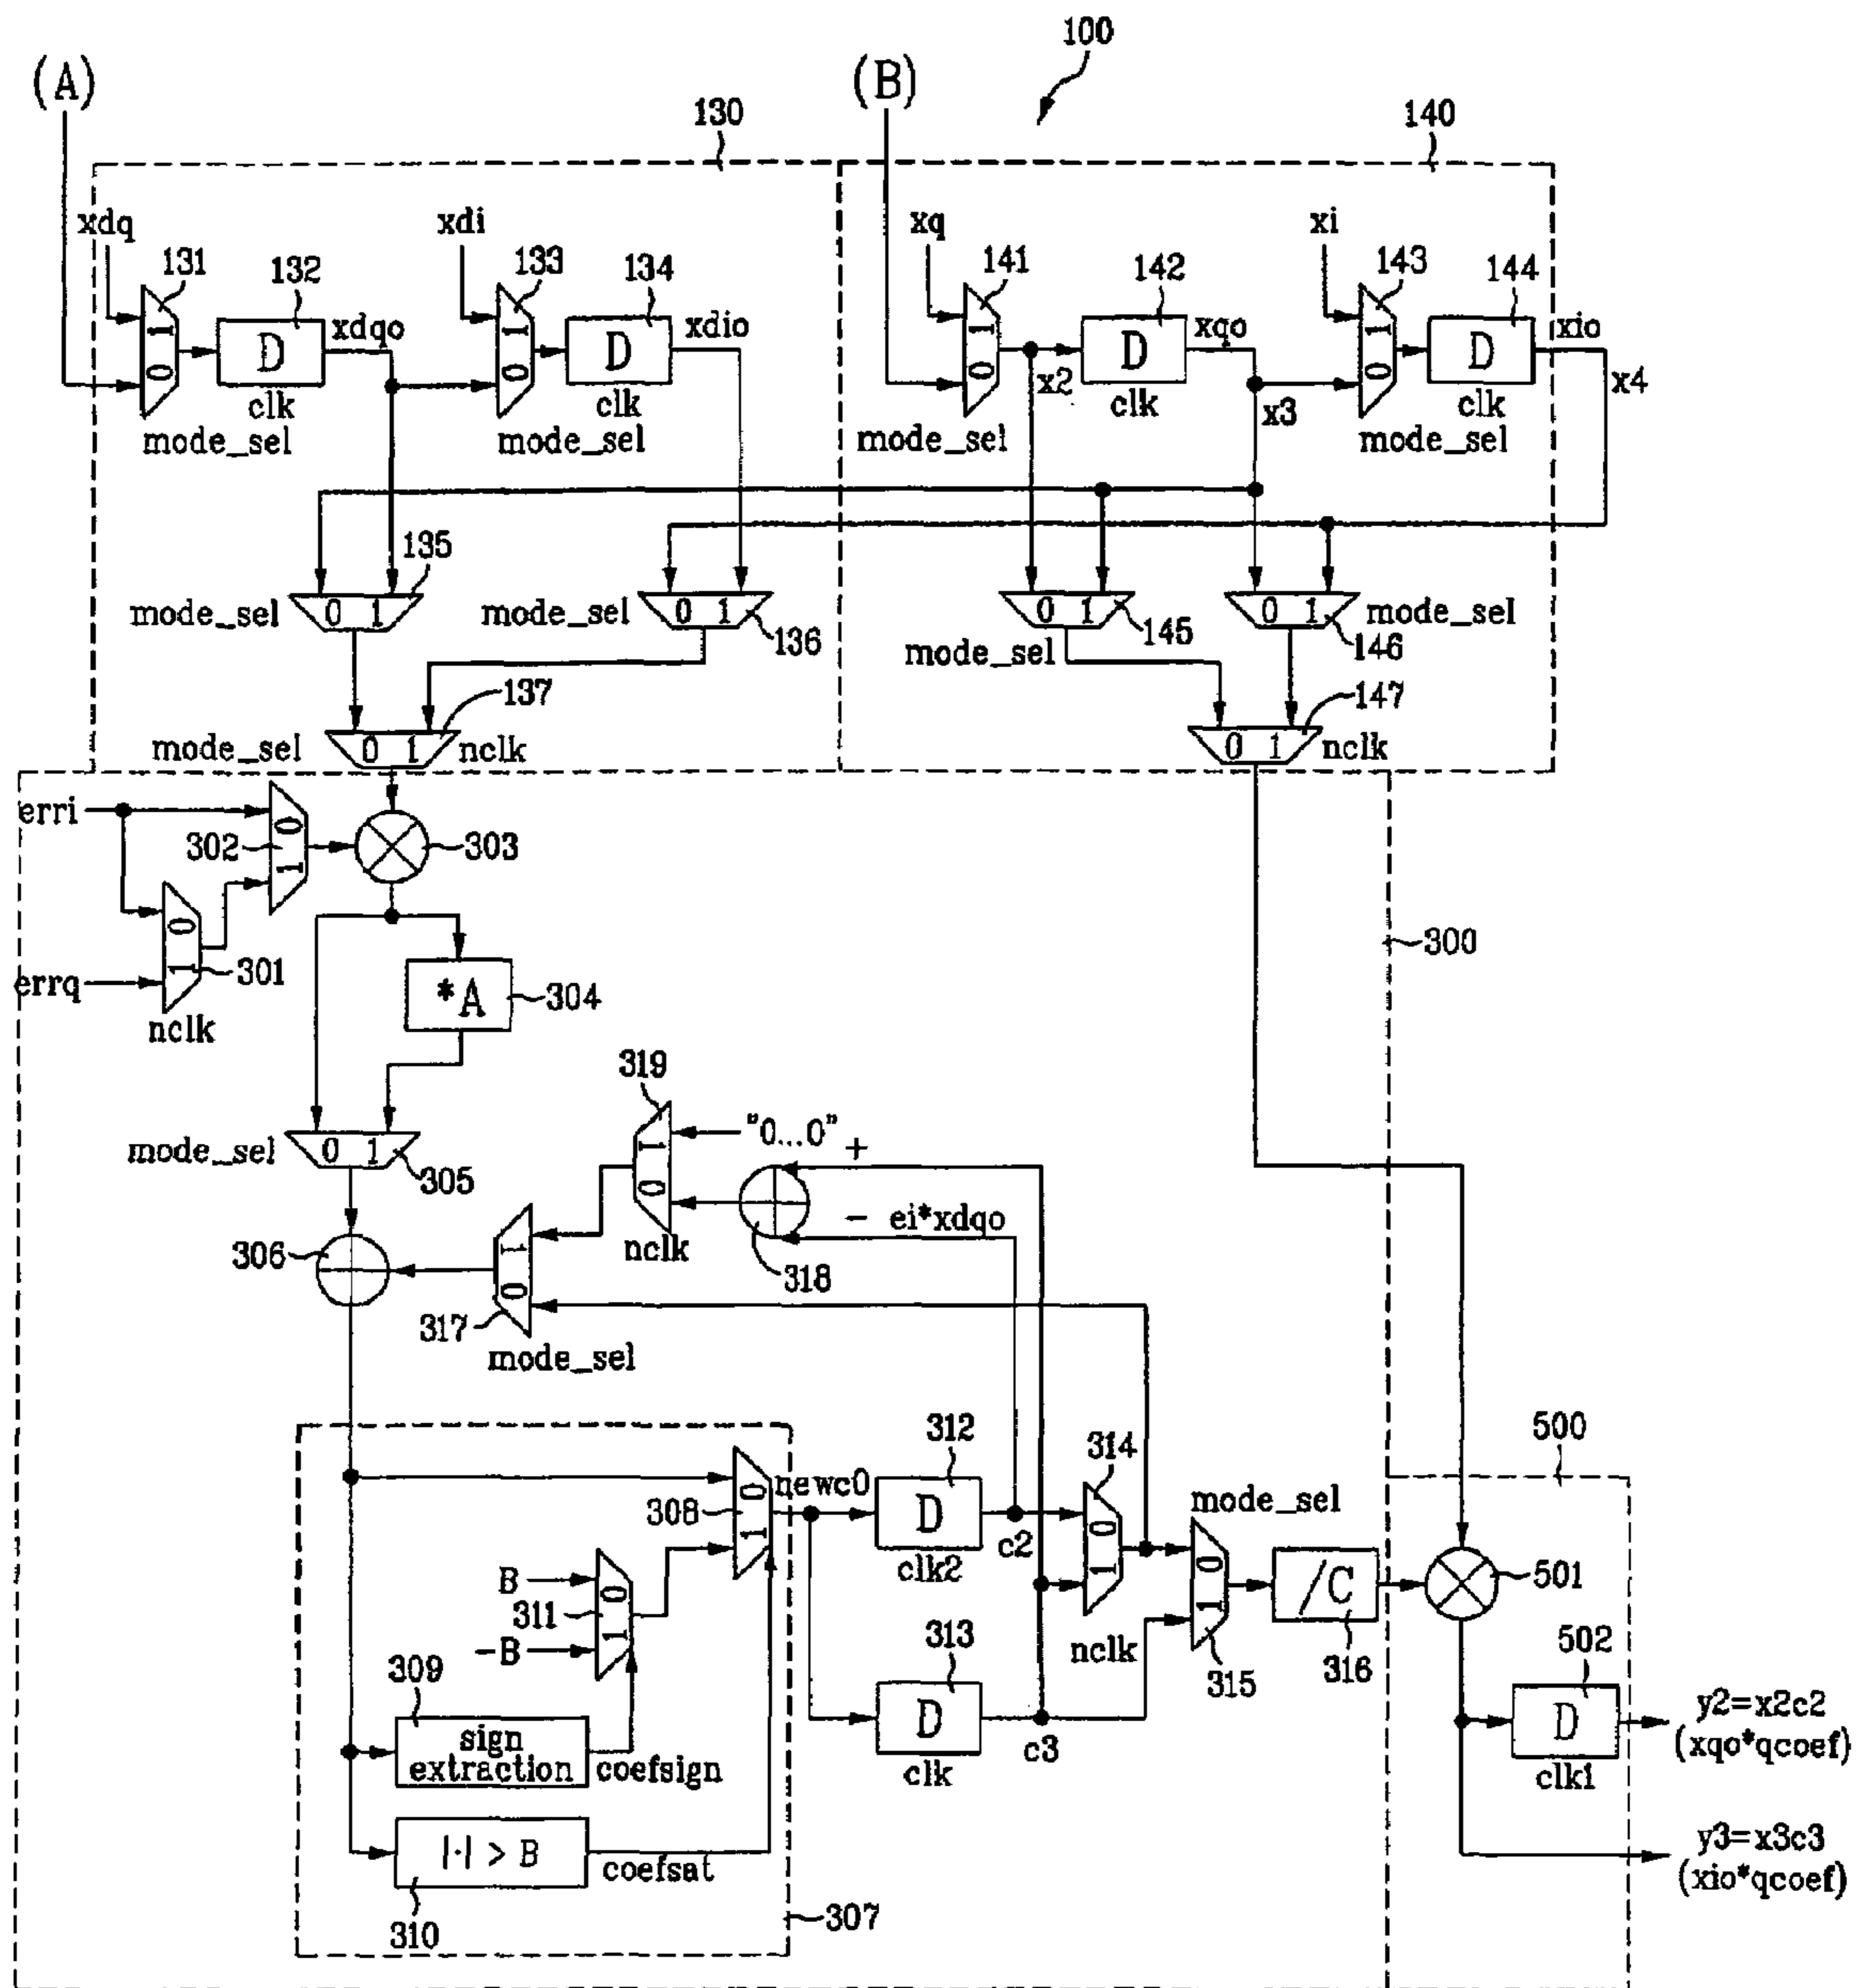 100
(A)
(B)
130
140
xdq
xdi
xq
xi
131
132
133
134
141
142
143
144
1
0
D
xdqo
1
0
D
xdio
1
0
D
xqo
1
0
D
xio
x2
x3
x4
clk
clk
clk
clk
mode_sel
mode_sel
mode_sel
mode_sel
135
mode_sel
0 1
mode_sel
0 1
136
0 1
145
0 1
mode_sel
146
mode_sel
137
147
mode_sel
0 1
nclk
0 1
nclk
erri
302
0
1
303
300
0
1
301
errq
nclk
*A
304
319
"0...0"
+
1
0
mode_sel
0 1
305
- ei*xdqo
nclk
318
306
1
0
317
mode_sel
500
312
314
newc0
mode_sel
0
1
308
D
c2
0
1
0
1
clk2
B
311
0
1
/C
501
-B
313
nclk
316
502
309
315
sign
extraction
coefsign
D
c3
clk
D
clk1
y2=x2c2
(xqo*qcoef)
|·| > B
coefsat
y3=x3c3
(xio*qcoef)
310
307